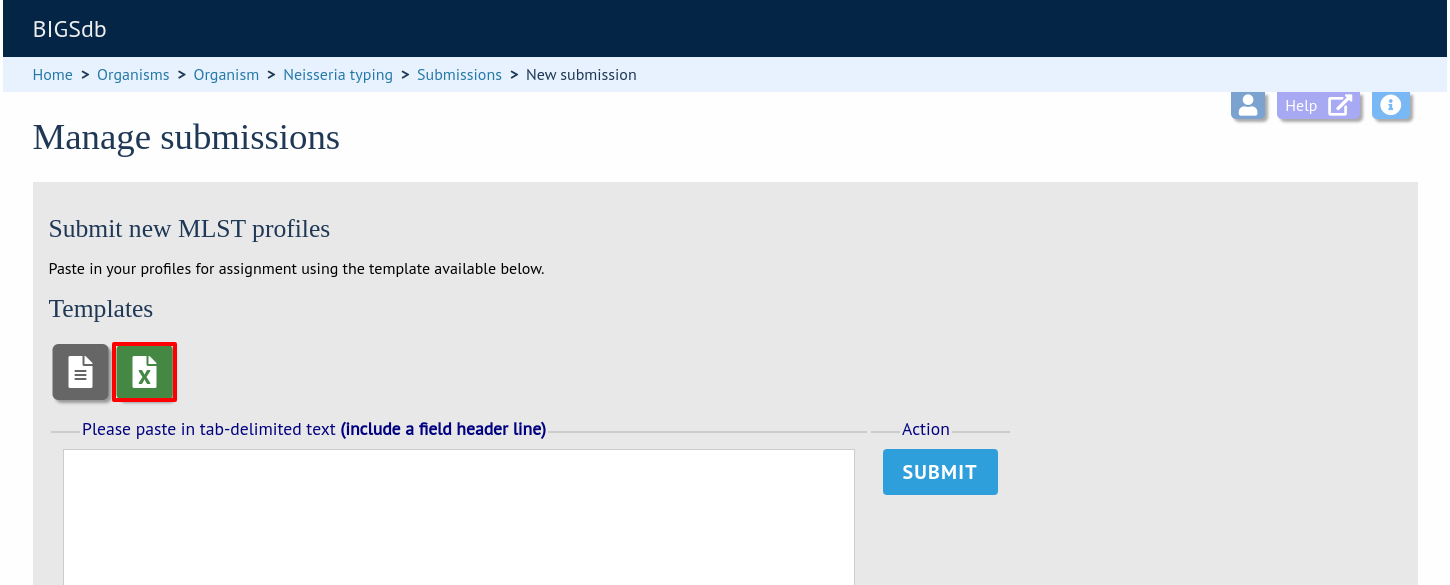 BIGSdb
Home > Organisms > Organism > Neisseria typing > Submissions > New submission
Help
Manage submissions
Submit new MLST profiles
Paste in your profiles for assignment using the template available below.
Templates
X
Please paste in tab-delimited text (include a field header line)
Action
SUBMIT